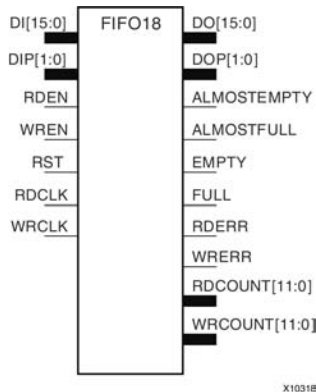 FIFO18
DI[15:0]
DO[15:0]
DIP[1:0]
DOP[1:0]
RDEN
ALMOSTEMPTY
WREN
ALMOSTFULL
RST
EMPTY
RDCLK
FULL
WRCLK
RDERR
WRERR
RDCOUNT[11:0]
WRCOUNT[11:0]
X10318